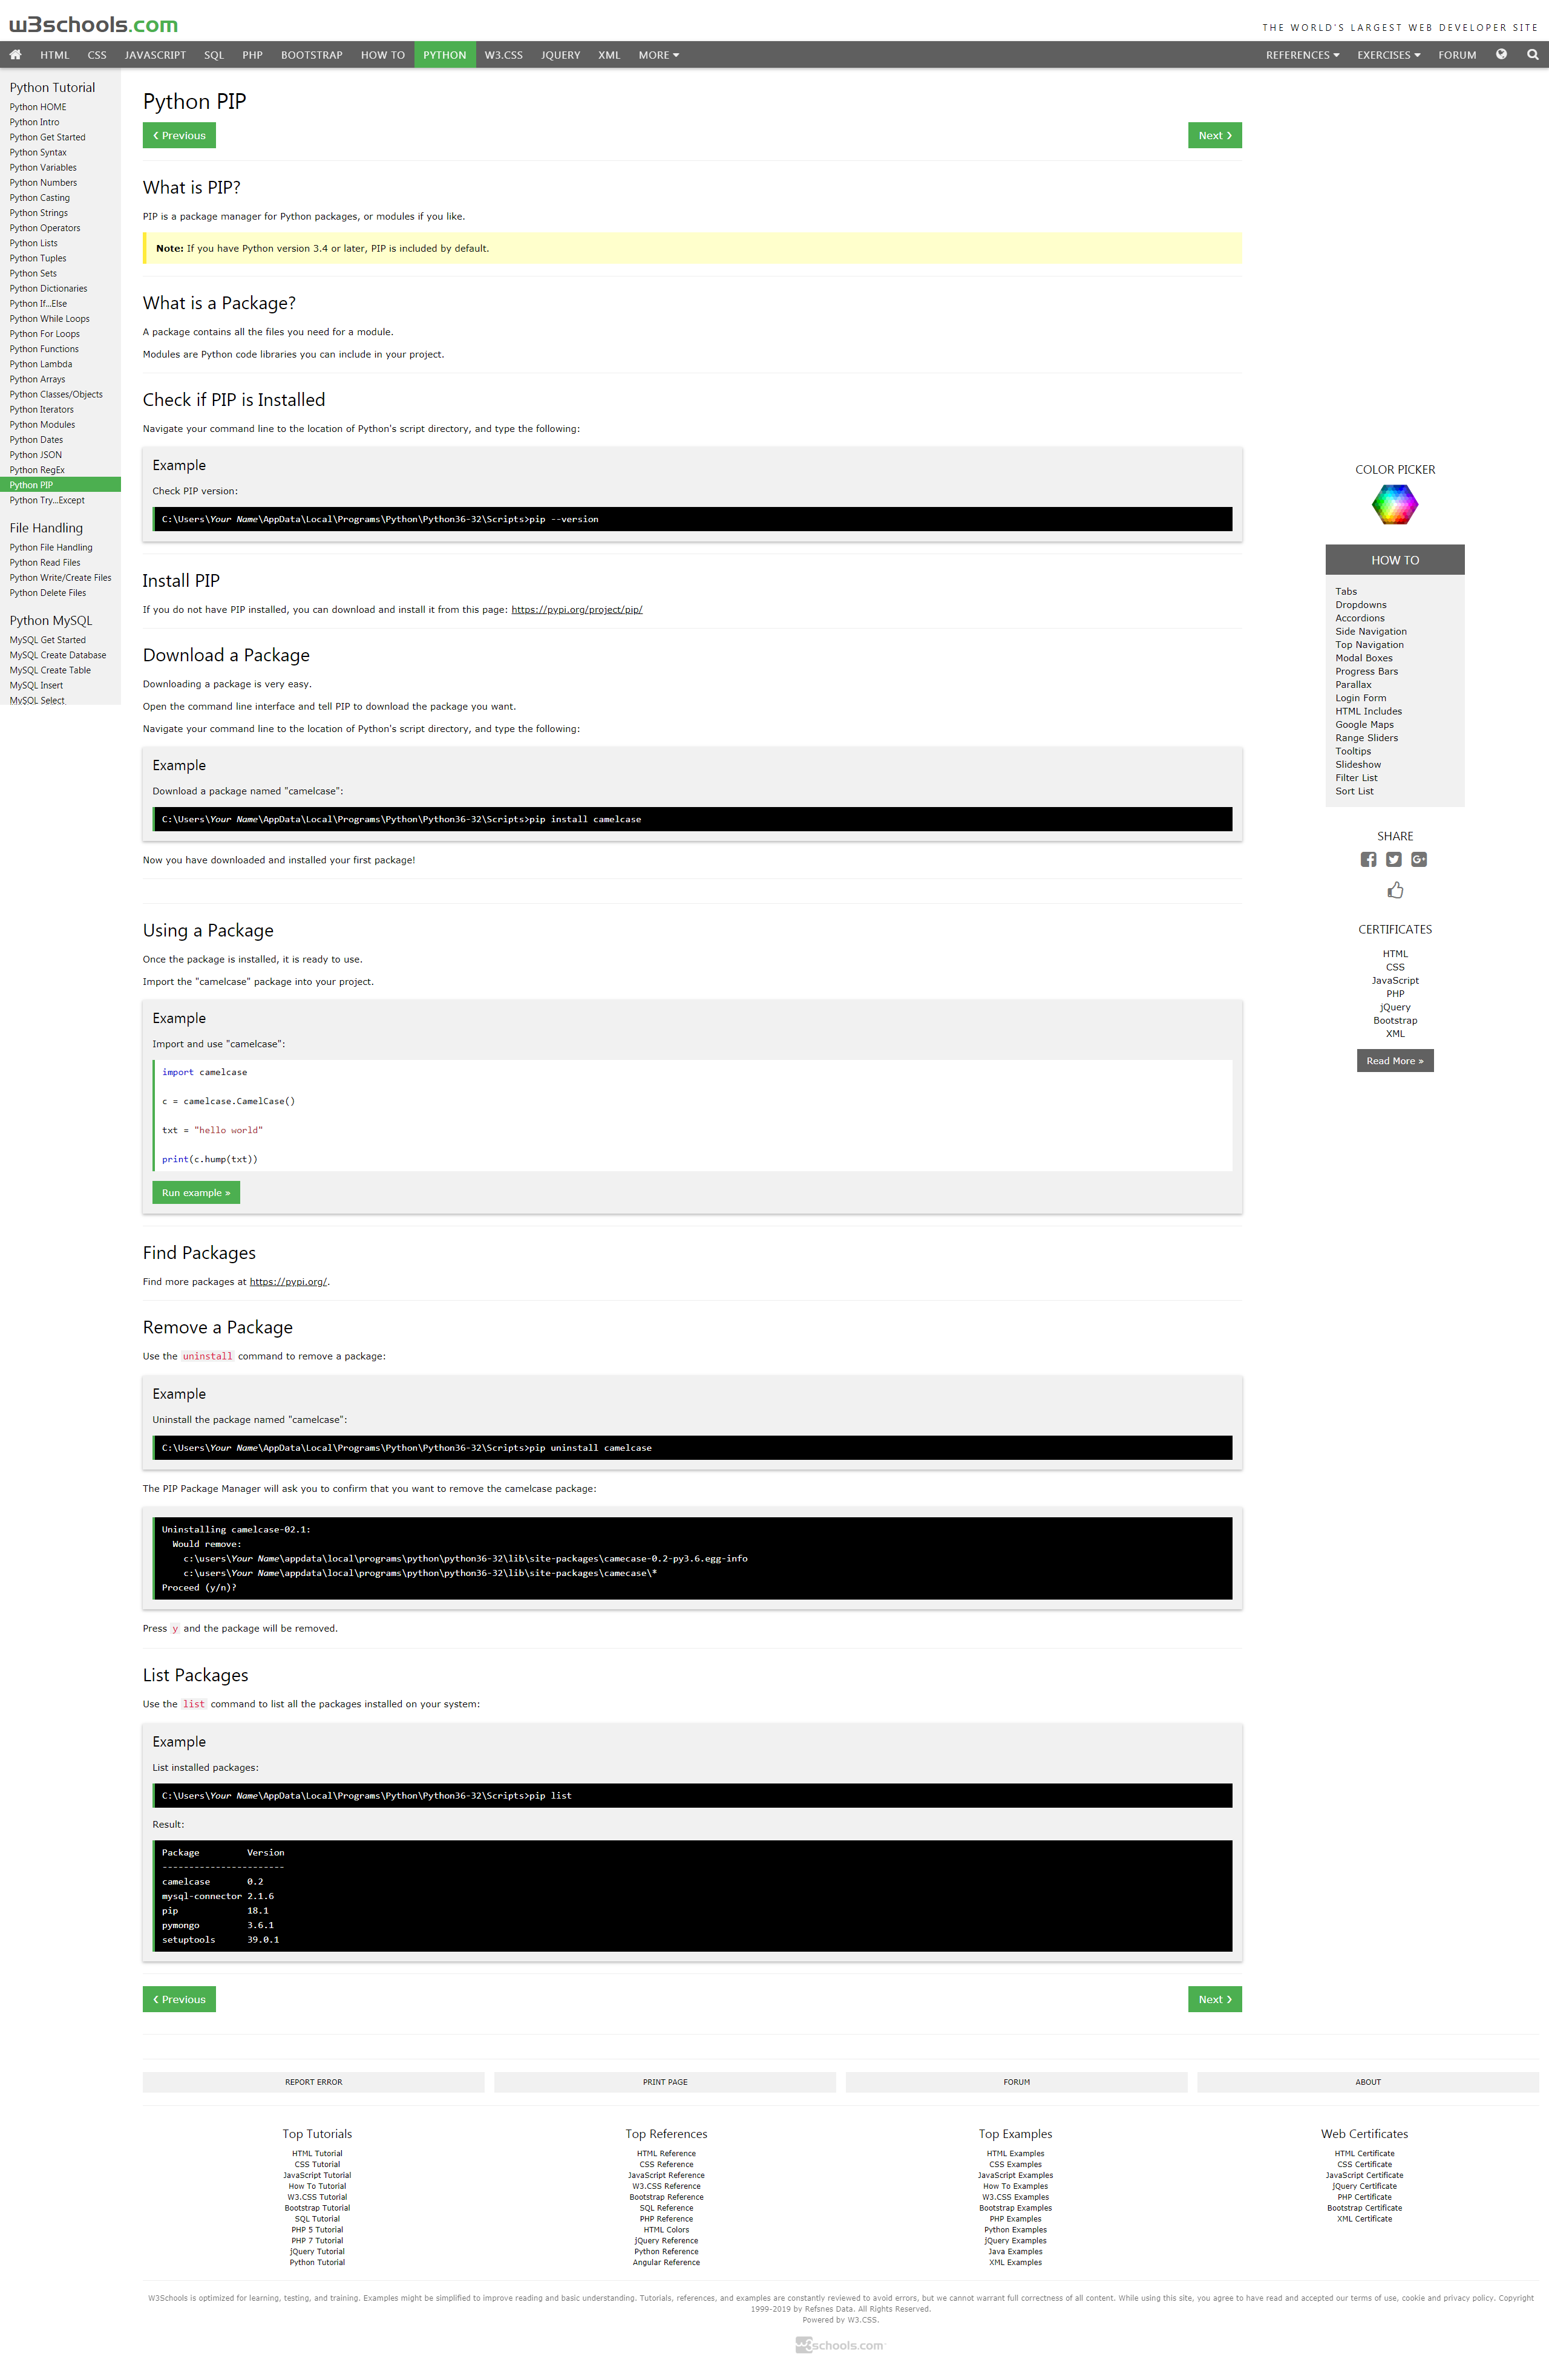 w3schools.com
THE WORLD'S LARGEST WEB DEVELOPER SITE
HTML CSS JAVASCRIPT SQL PHP BOOTSTRAP HOW TO PYTHON W3.CSS JQUERY XML MORE REFERENCES EXERCISES FORUM
Python Tutorial
Python HOME
Python Intro
Python Get Started
Python Syntax
Python Variables
Python Numbers
Python Casting
Python Strings
Python Operators
Python Lists
Python Tuples
Python Sets
Python Dictionaries
Python If...Else
Python While Loops
Python For Loops
Python Functions
Python Lambda
Python Arrays
Python Classes/Objects
Python Iterators
Python Modules
Python Dates
Python JSON
Python RegEx
Python PIP
Python Try...Except
File Handling
Python File Handling
Python Read Files
Python Write/Create Files
Python Delete Files
Python MySQL
MySQL Get Started
MySQL Create Database
MySQL Create Table
MySQL Insert
MySQL Select
Python PIP
❮ Previous
Next ❯
What is PIP?
PIP is a package manager for Python packages, or modules if you like.
Note: If you have Python version 3.4 or later, PIP is included by default.
What is a Package?
A package contains all the files you need for a module.
Modules are Python code libraries you can include in your project.
Check if PIP is Installed
Navigate your command line to the location of Python's script directory, and type the following:
Example
Check PIP version:
C:\Users\Your Name\AppData\Local\Programs\Python\Python36-32\Scripts>pip --version
Install PIP
If you do not have PIP installed, you can download and install it from this page: https://pypi.org/project/pip/
Download a Package
Downloading a package is very easy.
Open the command line interface and tell PIP to download the package you want.
Navigate your command line to the location of Python's script directory, and type the following:
Example
Download a package named "camelcase":
C:\Users\Your Name\AppData\Local\Programs\Python\Python36-32\Scripts>pip install camelcase
Now you have downloaded and installed your first package!
Using a Package
Once the package is installed, it is ready to use.
Import the "camelcase" package into your project.
Example
Import and use "camelcase":
import camelcase
c = camelcase.CamelCase()
txt = "hello world"
print(c.hump(txt))
Run example »
Find Packages
Find more packages at https://pypi.org/.
Remove a Package
Use the uninstall command to remove a package:
Example
Uninstall the package named "camelcase":
C:\Users\Your Name\AppData\Local\Programs\Python\Python36-32\Scripts>pip uninstall camelcase
The PIP Package Manager will ask you to confirm that you want to remove the camelcase package:
Uninstalling camelcase-02.1:
Would remove:
c:\users\Your Name\appdata\local\programs\python\python36-32\lib\site-packages\camecase-0.2-py3.6.egg-info
c:\users\Your Name\appdata\local\programs\python\python36-32\lib\site-packages\camecase\*
Proceed (y/n)?
Press y and the package will be removed.
List Packages
Use the list command to list all the packages installed on your system:
Example
List installed packages:
C:\Users\Your Name\AppData\Local\Programs\Python\Python36-32\Scripts>pip list
Result:
Package Version
-----------------------
camelcase 0.2
mysql-connector 2.1.6
pip 18.1
pymongo 3.6.1
setuptools 39.0.1
❮ Previous
Next ❯
COLOR PICKER
HOW TO
Tabs
Dropdowns
Accordions
Side Navigation
Top Navigation
Modal Boxes
Progress Bars
Parallax
Login Form
HTML Includes
Google Maps
Range Sliders
Tooltips
Slideshow
Filter List
Sort List
SHARE
CERTIFICATES
HTML
CSS
JavaScript
PHP
jQuery
Bootstrap
XML
Read More »
REPORT ERROR
PRINT PAGE
FORUM
ABOUT
Top Tutorials
HTML Tutorial
CSS Tutorial
JavaScript Tutorial
How To Tutorial
W3.CSS Tutorial
Bootstrap Tutorial
SQL Tutorial
PHP 5 Tutorial
PHP 7 Tutorial
jQuery Tutorial
Python Tutorial
Top References
HTML Reference
CSS Reference
JavaScript Reference
W3.CSS Reference
Bootstrap Reference
SQL Reference
PHP Reference
HTML Colors
jQuery Reference
Python Reference
Angular Reference
Top Examples
HTML Examples
CSS Examples
JavaScript Examples
How To Examples
W3.CSS Examples
Bootstrap Examples
PHP Examples
Python Examples
jQuery Examples
Java Examples
XML Examples
Web Certificates
HTML Certificate
CSS Certificate
JavaScript Certificate
jQuery Certificate
PHP Certificate
Bootstrap Certificate
XML Certificate
W3Schools is optimized for learning, testing, and training. Examples might be simplified to improve reading and basic understanding. Tutorials, references, and examples are constantly reviewed to avoid errors, but we cannot warrant full correctness of all content. While using this site, you agree to have read and accepted our terms of use, cookie and privacy policy. Copyright
1999-2019 by Refsnes Data. All Rights Reserved.
Powered by W3.CSS.
w3schools.com